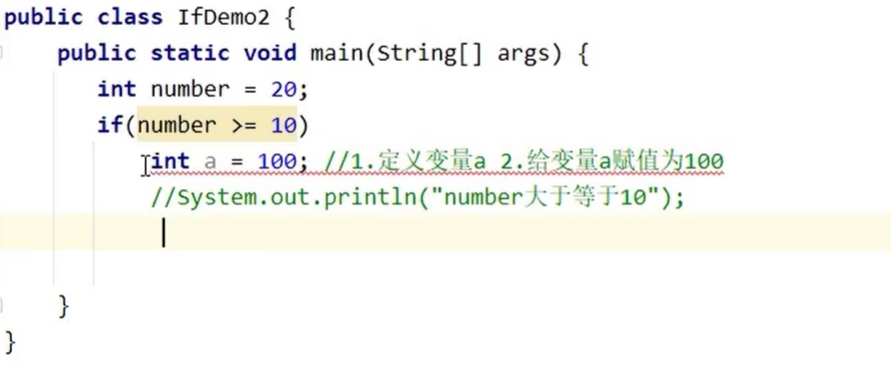 public class IfDemo2 {
public static void main(String[] args) {
int number = 20;
if(number >= 10)
int a = 100; //1.定义变量a 2.给变量a赋值为100
//System.out.println("number大于等于10");
}
}